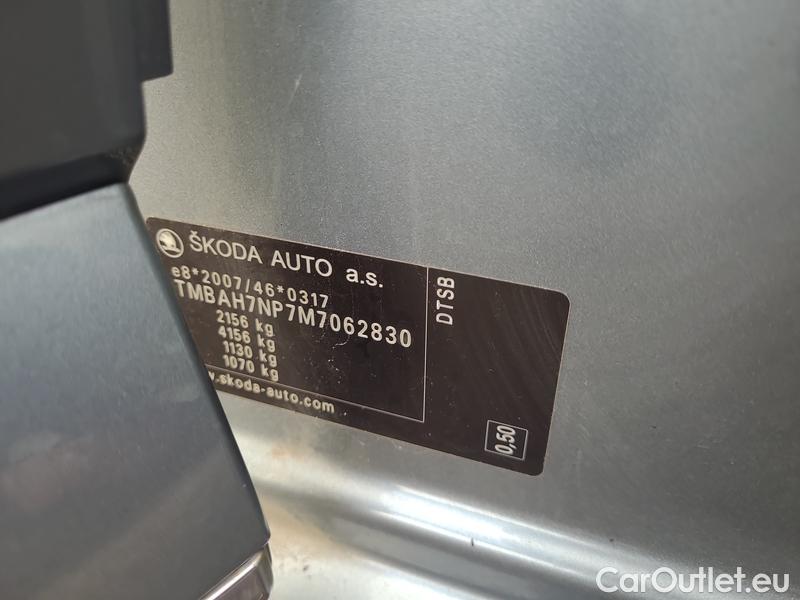 ŠKODA AUTO a.s.
e8*2007/46*0317
TMBAH7NP7M7062830
2156 kg
4156 kg
1130 kg
1070 kg
.skoda-auto.com
DTSB
0,50
CarOutlet.eu